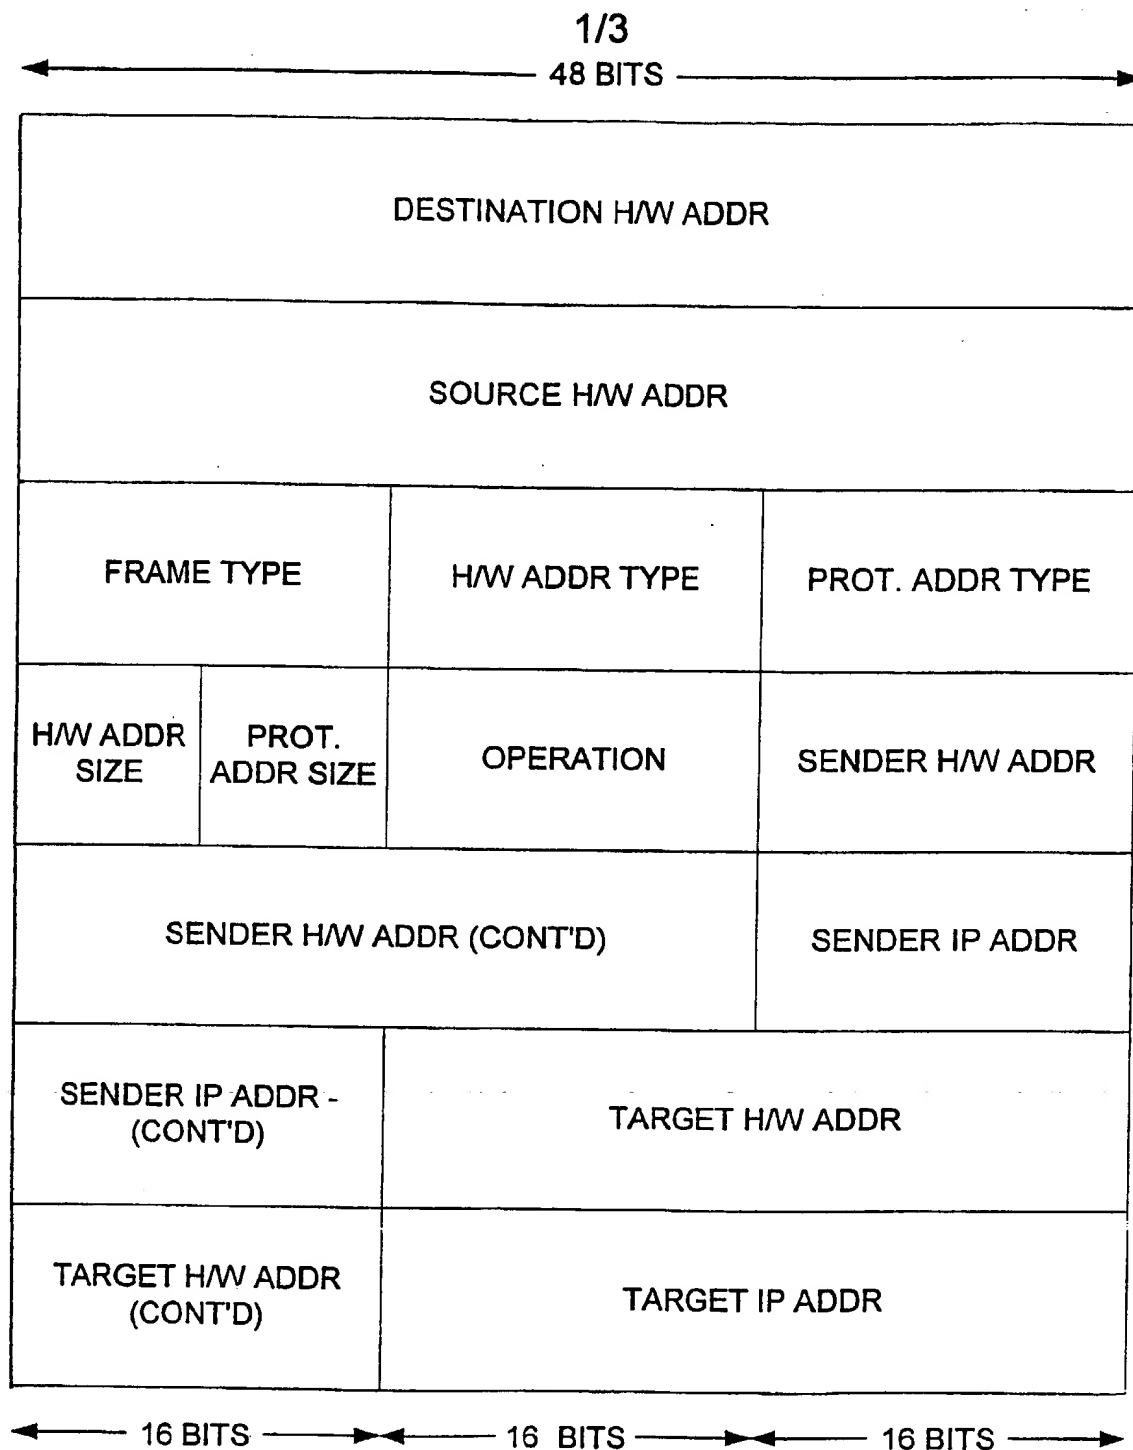 1/3
48 BITS
DESTINATION H/W ADDR
SOURCE H/W ADDR
FRAME TYPE
H/W ADDR TYPE
PROT. ADDR TYPE
H/W ADDR
SIZE
PROT.
ADDR SIZE
OPERATION
SENDER H/W ADDR
SENDER H/W ADDR (CONT'D)
SENDER IP ADDR
SENDER IP ADDR -
(CONT'D)
TARGET H/W ADDR
TARGET H/W ADDR
(CONT'D)
TARGET IP ADDR
16 BITS
16 BITS
16 BITS